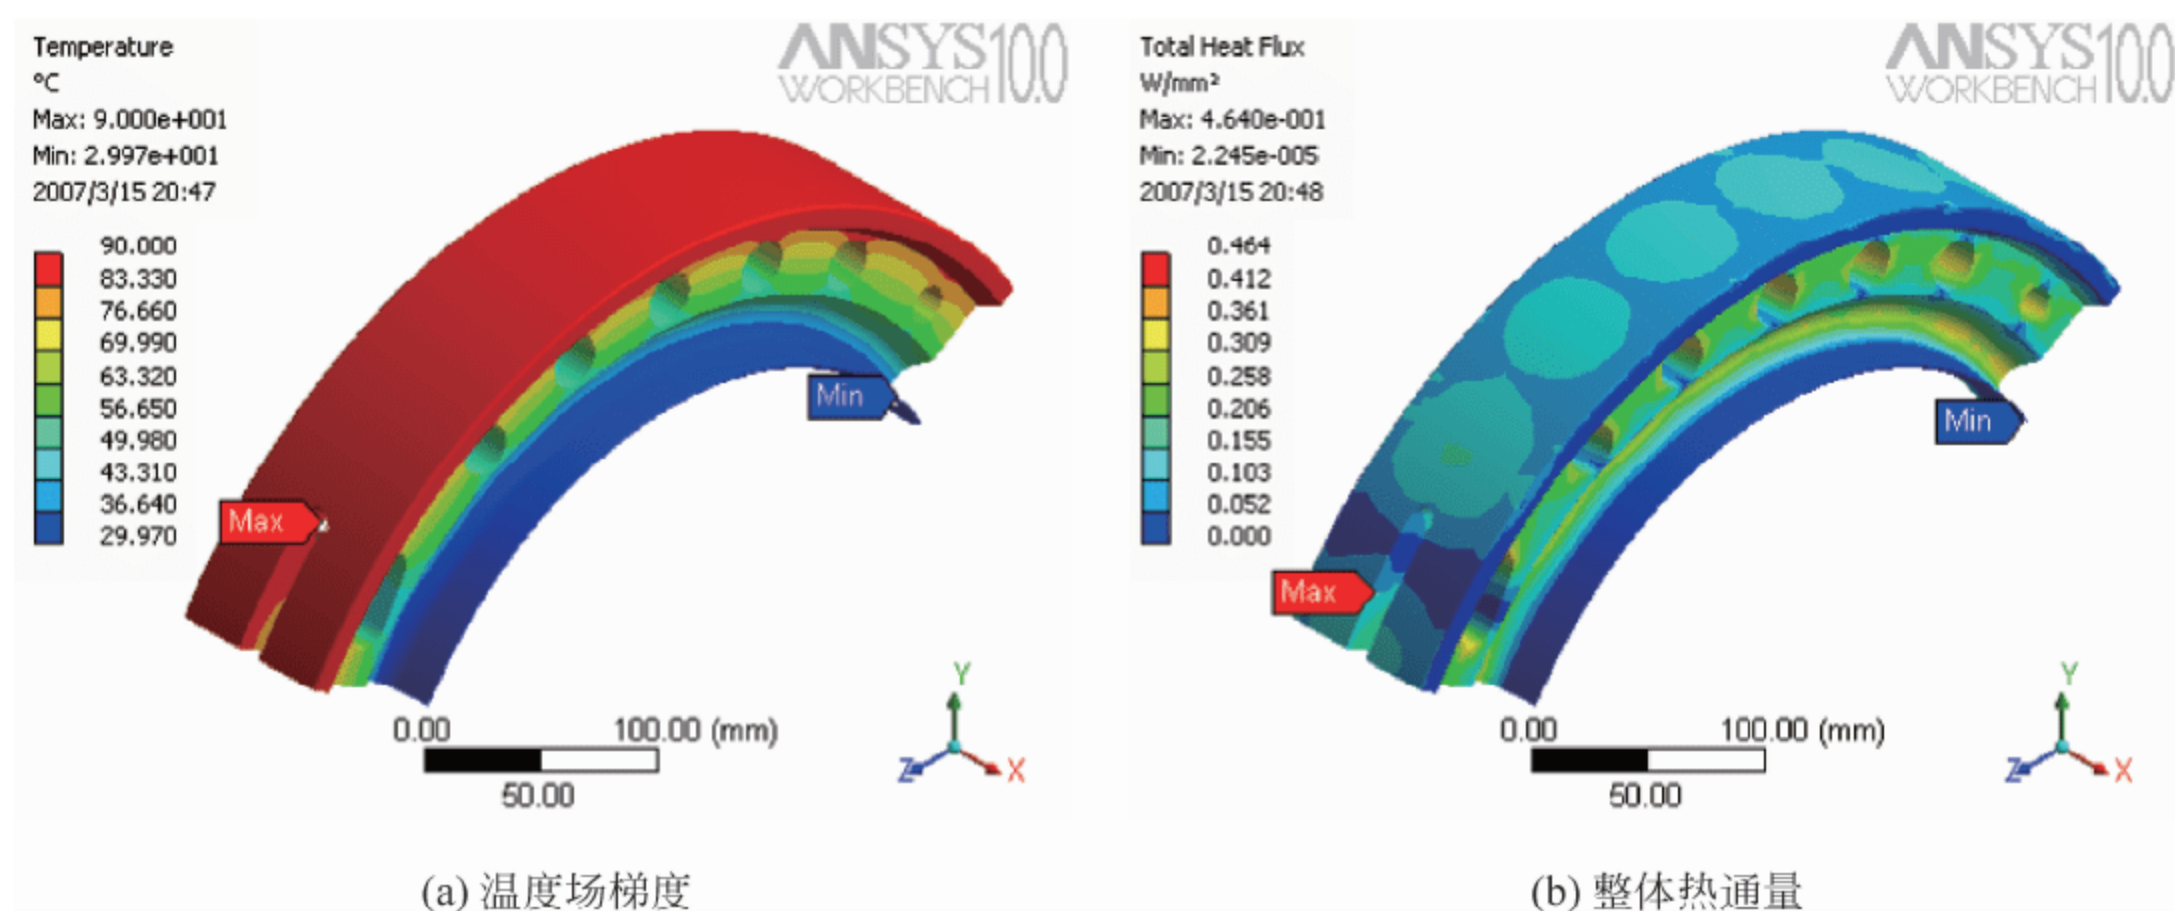 Temperature
°C
Max: 9.000e+001
Min: 2.997e+001
2007/3/15 20:47
ANSYS 10.0
WORKBENCH
90.000
83.330
76.660
69.990
63.320
56.650
49.980
43.310
36.640
29.970
Min
Max
0.00
100.00 (mm)
50.00
Y
Z
X
(a) 温度场梯度
Total Heat Flux
W/mm²
Max: 4.640e-001
Min: 2.245e-005
2007/3/15 20:48
ANSYS 10.0
WORKBENCH
0.464
0.412
0.361
0.309
0.258
0.206
0.155
0.103
0.052
0.000
Min
Max
0.00
100.00 (mm)
50.00
Y
Z
X
(b) 整体热通量